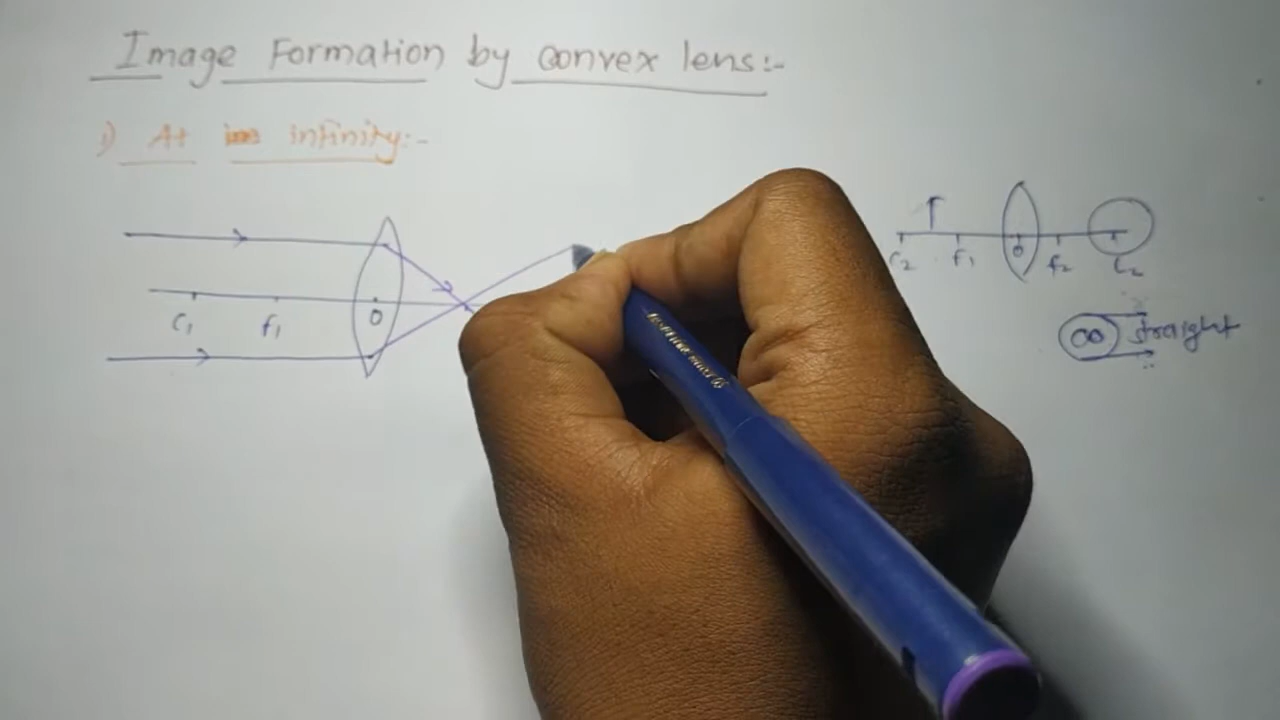 Image Formation by convex lens:-
1) At infinity:-
C₁ F₁ O
C₂ F₁ O F₂ C₂
∞ straight